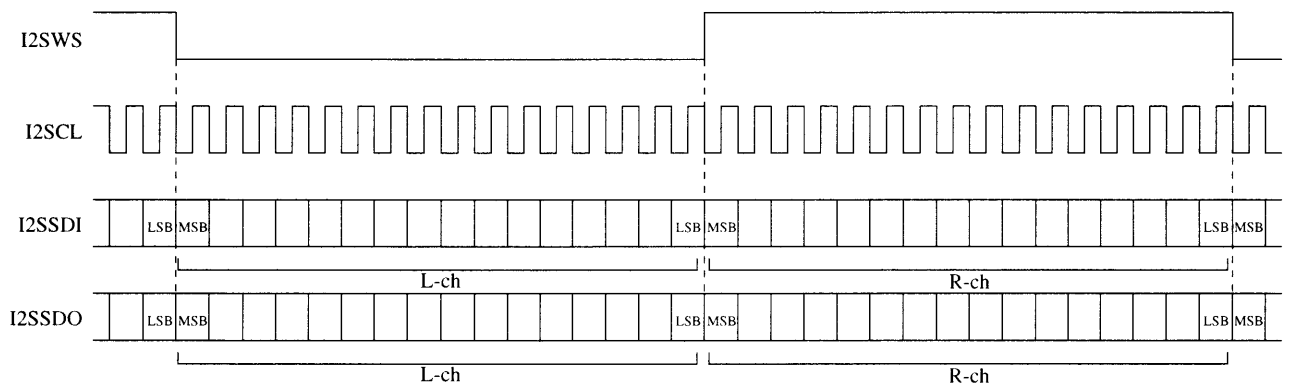 I2SWS
I2SCL
I2SSDI
LSB MSB LSB MSB LSB MSB
L-ch R-ch
I2SSDO
LSB MSB LSB MSB LSB MSB
L-ch R-ch